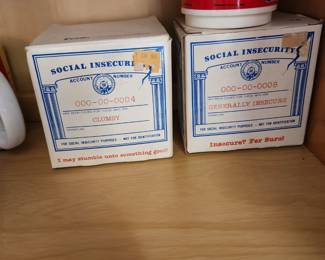 SOCIAL INSECURITY
ACCOUNT NUMBER
000-00-0004
CLUMSY
FOR SOCIAL INSECURITY PURPOSES - NOT FOR IDENTIFICATION
I may stumble onto something good!
SOCIAL INSECURITY
ACCOUNT NUMBER
000-00-0008
GENERALLY INSECURE
FOR SOCIAL INSECURITY PURPOSES - NOT FOR IDENTIFICATION
Insecure? For Sure!